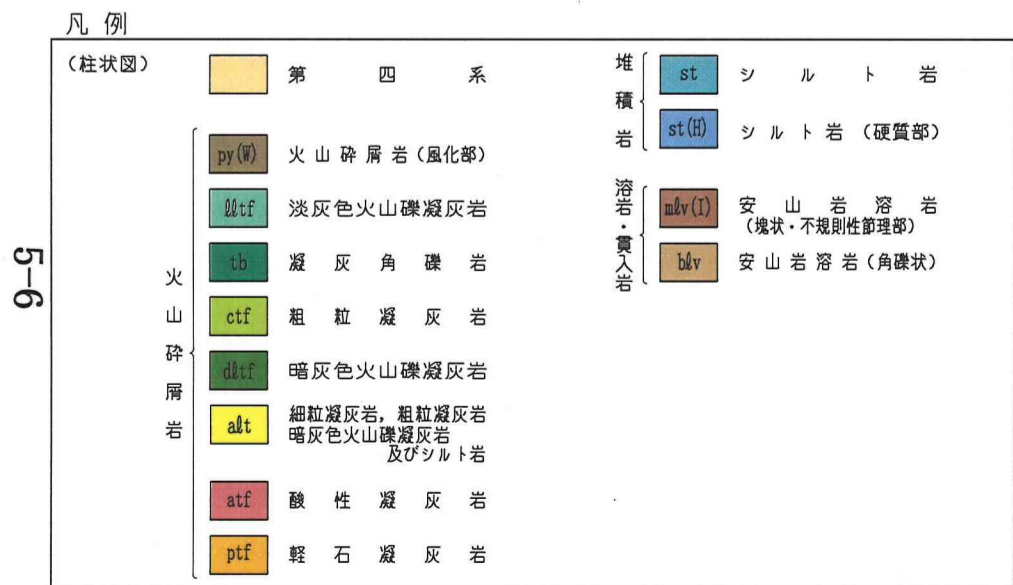 凡例
(柱状図)
第四系
火山砕屑岩
py(W) 火山砕屑岩(風化部)
lltf 淡灰色火山礫凝灰岩
tb 凝灰角礫岩
ctf 粗粒凝灰岩
dltf 暗灰色火山礫凝灰岩
alt 細粒凝灰岩, 粗粒凝灰岩
暗灰色火山礫凝灰岩
及びシルト岩
atf 酸性凝灰岩
ptf 軽石凝灰岩
堆積岩
st シルト岩
st(H) シルト岩(硬質部)
溶岩・貫入岩
mlv(I) 安山岩溶岩
(塊状・不規則性節理部)
blv 安山岩溶岩(角礫状)
5-6